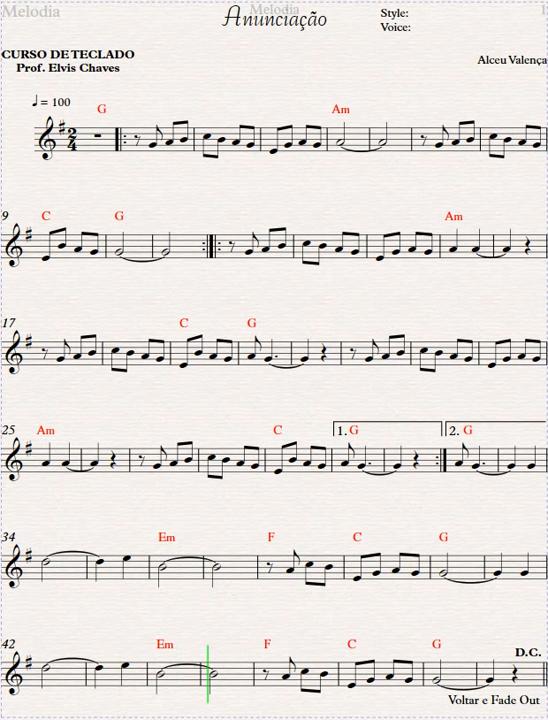 Melodia
Melodia
1
Anunciação
Style:
Voice:
CURSO DE TECLADO
Prof. Elvis Chaves
Alceu Valença
♩ = 100
G Am
9
C G Am
17
C G
25
Am C 1. G 2. G
34
Em F C G
42
Em F C G
D.C.
Voltar e Fade Out